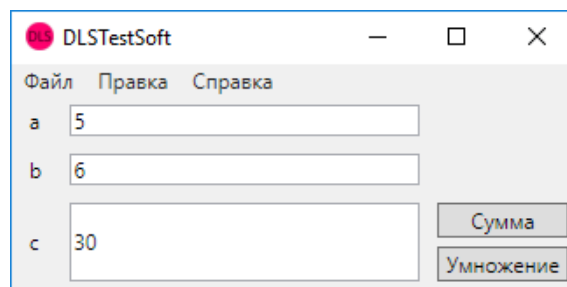 DLS DLSTestSoft
Файл Правка Справка
a 5
b 6
c 30
Сумма
Умножение